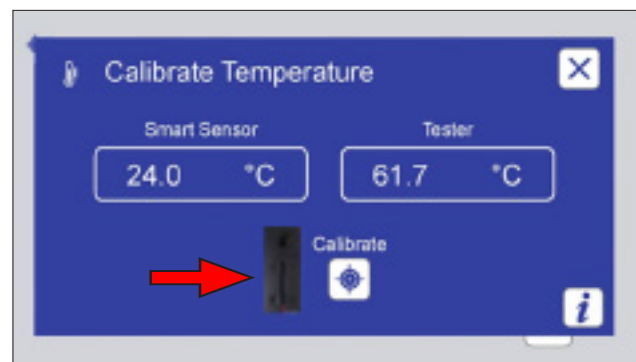 Calibrate Temperature
Smart Sensor
Tester
24.0 °C
61.7 °C
Calibrate
i